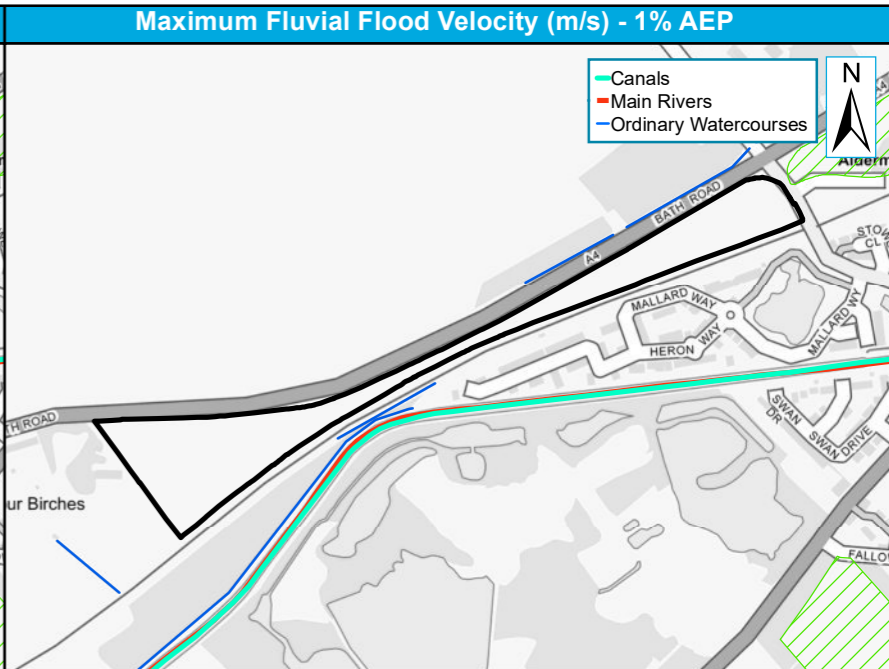 Maximum Fluvial Flood Velocity (m/s) - 1% AEP
Canals
Main Rivers
Ordinary Watercourses
N
A4
Alderm
BATH ROAD
A4
STOW
CL
MALLARD WAY
MALLARD WY
HERON WAY
TH ROAD
SWAN DR
SWAN DRIVE
ur Birches
FALLOW